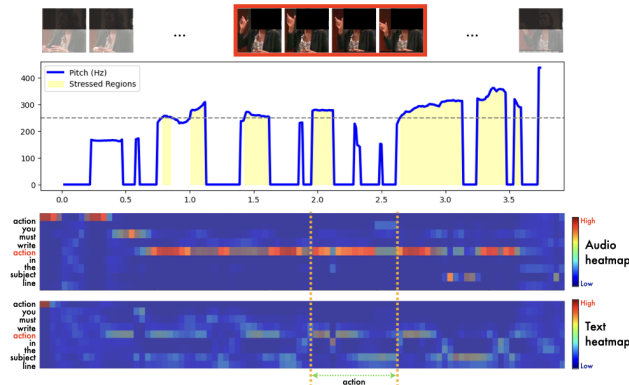 ... ...
Pitch (Hz)
Stressed Regions
400
300
200
100
0
0.0 0.5 1.0 1.5 2.0 2.5 3.0 3.5
action
you
must
write
action
in
the
subject
line
High
Audio
heatmap
Low
action
you
must
write
action
in
the
subject
line
High
Text
heatmap
Low
action